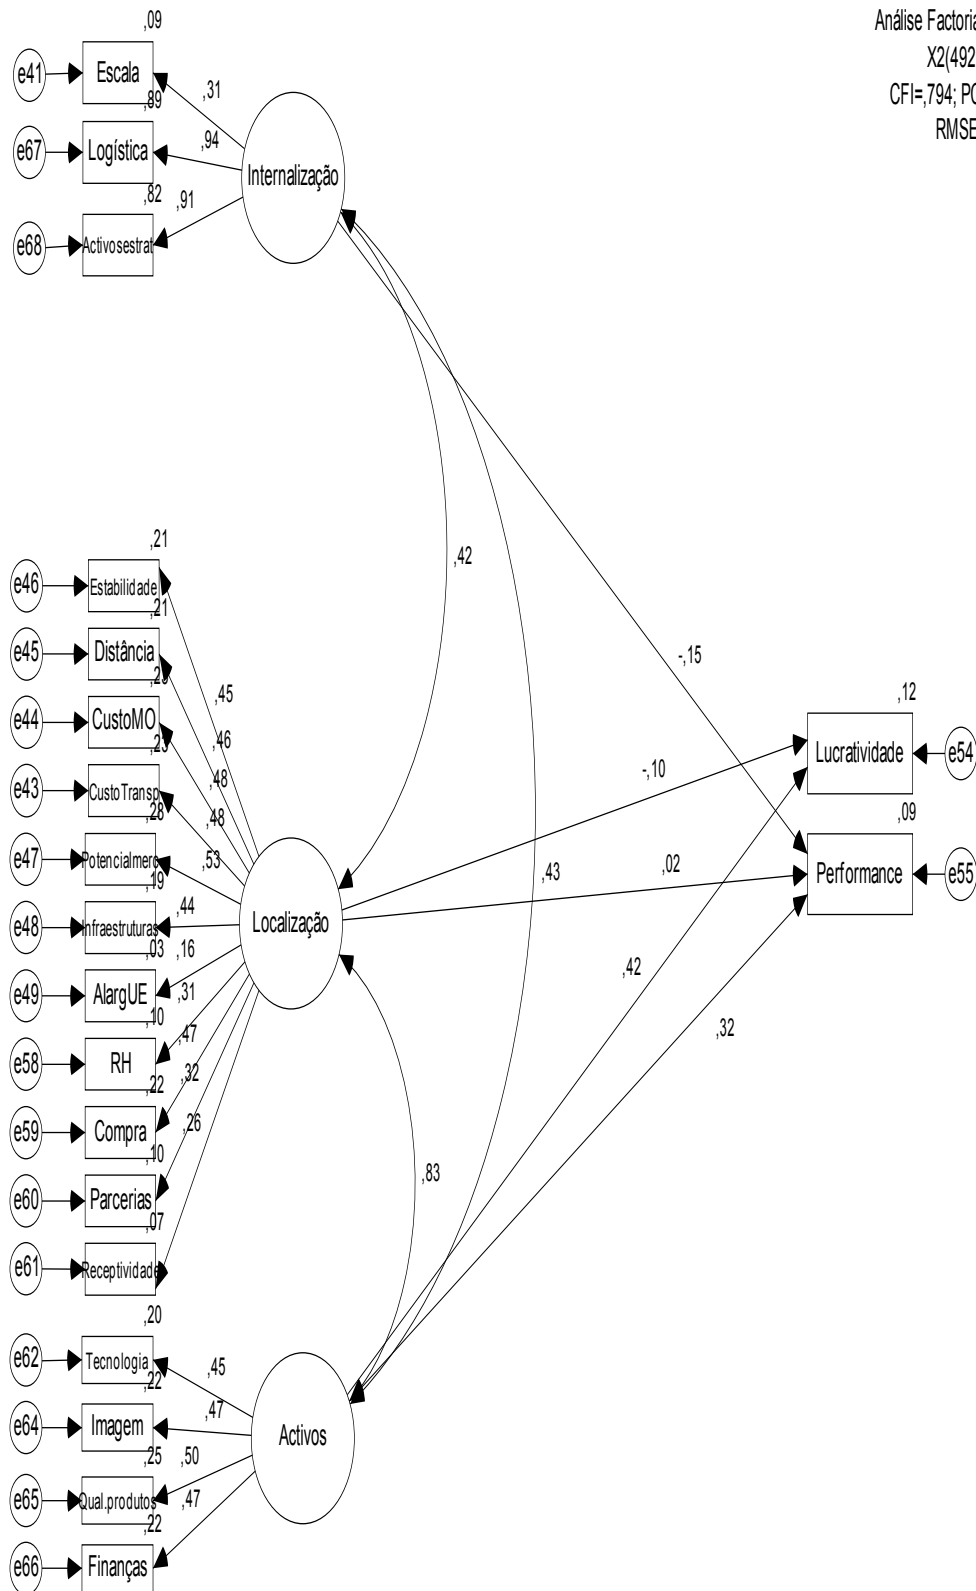 Análise Factoria
X2(492
CFI=,794; PC
RMSE
,09
e41
Escala
,31
,89
e67
Logística
,94
Internalização
,82
,91
e68
Activosestrat
,42
,21
e46
Estabilidade
,21
e45
Distância
-,15
,45
e44
CustoMO
,46
,12
Lucratividade
e54
-,10
,48
e43
CustoTransp
,28
,48
,09
e47
Potencialmerc
,53
,43
,02
Performance
e55
,19
,44
e48
Infraestruturas
Localização
,03
,16
,42
e49
AlargUE
,31
,10
,47
,32
e58
RH
,32
,22
,26
e59
Compra
,10
,83
e60
Parcerias
,07
e61
Receptividade
,20
e62
Tecnologia
,45
,22
,47
e64
Imagem
Activos
,25
,50
e65
Qual.produtos
,47
,22
e66
Finanças